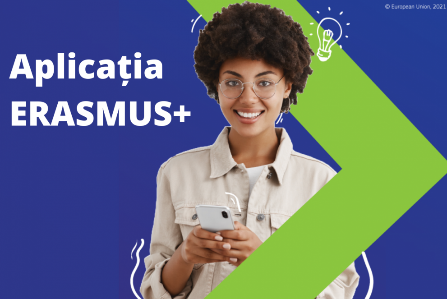 © European Union, 2021
Aplicația
ERASMUS+